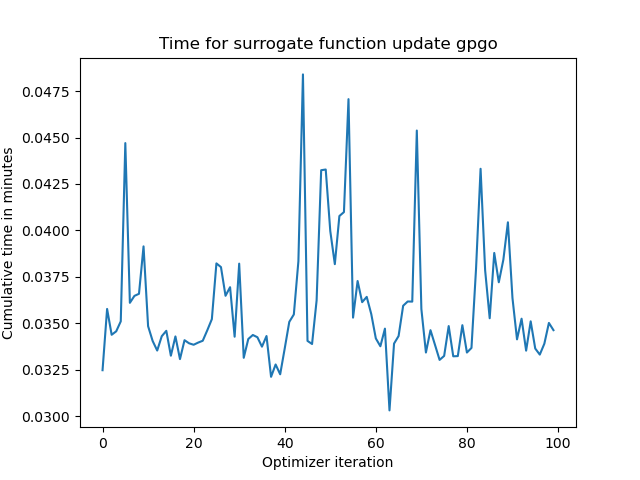 Time for surrogate function update gpgo
Cumulative time in minutes
0.0475
0.0450
0.0425
0.0400
0.0375
0.0350
0.0325
0.0300
0 20 40 60 80 100
Optimizer iteration